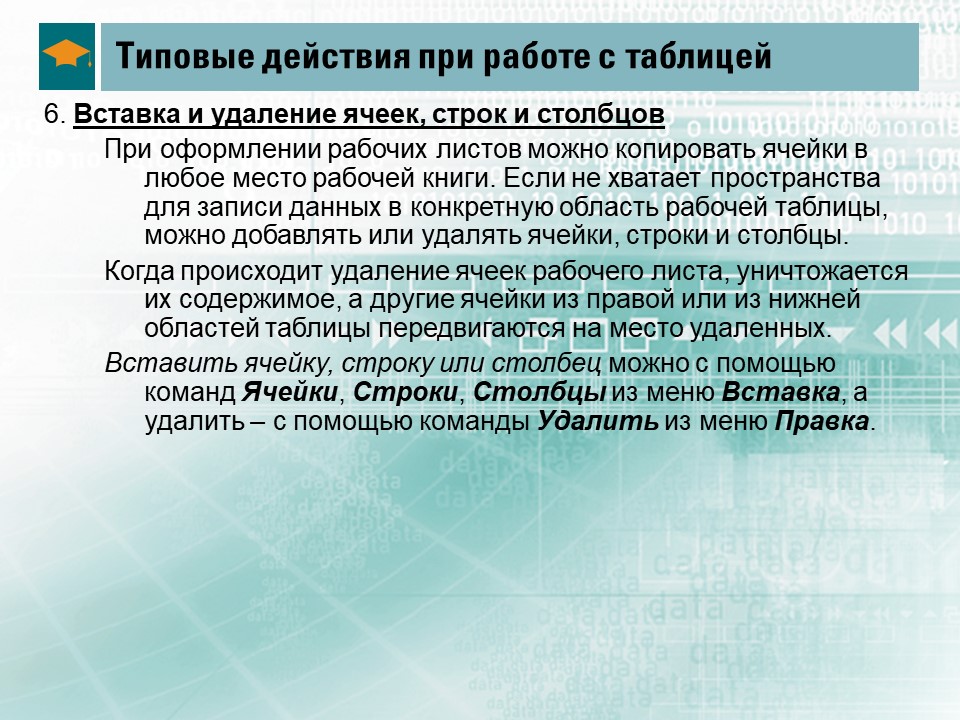 Типовые действия при работе с таблицей
6. Вставка и удаление ячеек, строк и столбцов
При оформлении рабочих листов можно копировать ячейки в
любое место рабочей книги. Если не хватает пространства
для записи данных в конкретную область рабочей таблицы,
можно добавлять или удалять ячейки, строки и столбцы.
Когда происходит удаление ячеек рабочего листа, уничтожается
их содержимое, а другие ячейки из правой или из нижней
областей таблицы передвигаются на место удаленных.
Вставить ячейку, строку или столбец можно с помощью
команд Ячейки, Строки, Столбцы из меню Вставка, а
удалить – с помощью команды Удалить из меню Правка.